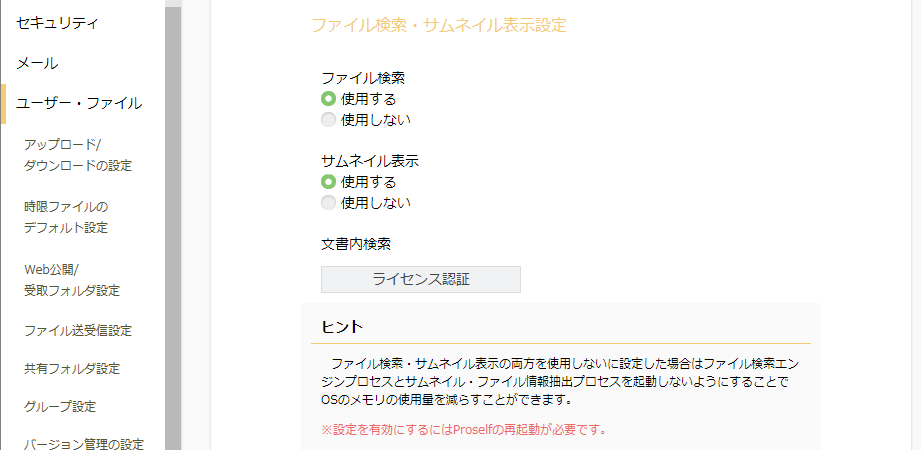 セキュリティ
メール
ユーザー・ファイル
アップロード/
ダウンロードの設定
時限ファイルの
デフォルト設定
Web公開/
受取フォルダ設定
ファイル送受信設定
共有フォルダ設定
グループ設定
バージョン管理の設定
ファイル検索・サムネイル表示設定
ファイル検索
使用する
使用しない
サムネイル表示
使用する
使用しない
文書内検索
ライセンス認証
ヒント
ファイル検索・サムネイル表示の両方を使用しないに設定した場合はファイル検索エン
ジンプロセスとサムネイル・ファイル情報抽出プロセスを起動しないようにすることで
OSのメモリの使用量を減らすことができます。
※設定を有効にするにはProselfの再起動が必要です。